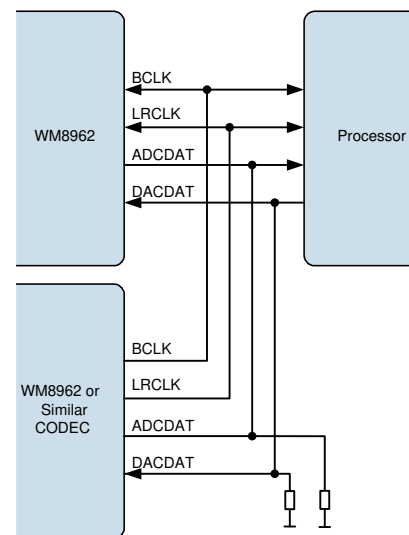 BCLK
LRCLK
WM8962
Processor
ADCDAT
DACDAT
BCLK
WM8962 or
Similar
CODEC
LRCLK
ADCDAT
DACDAT